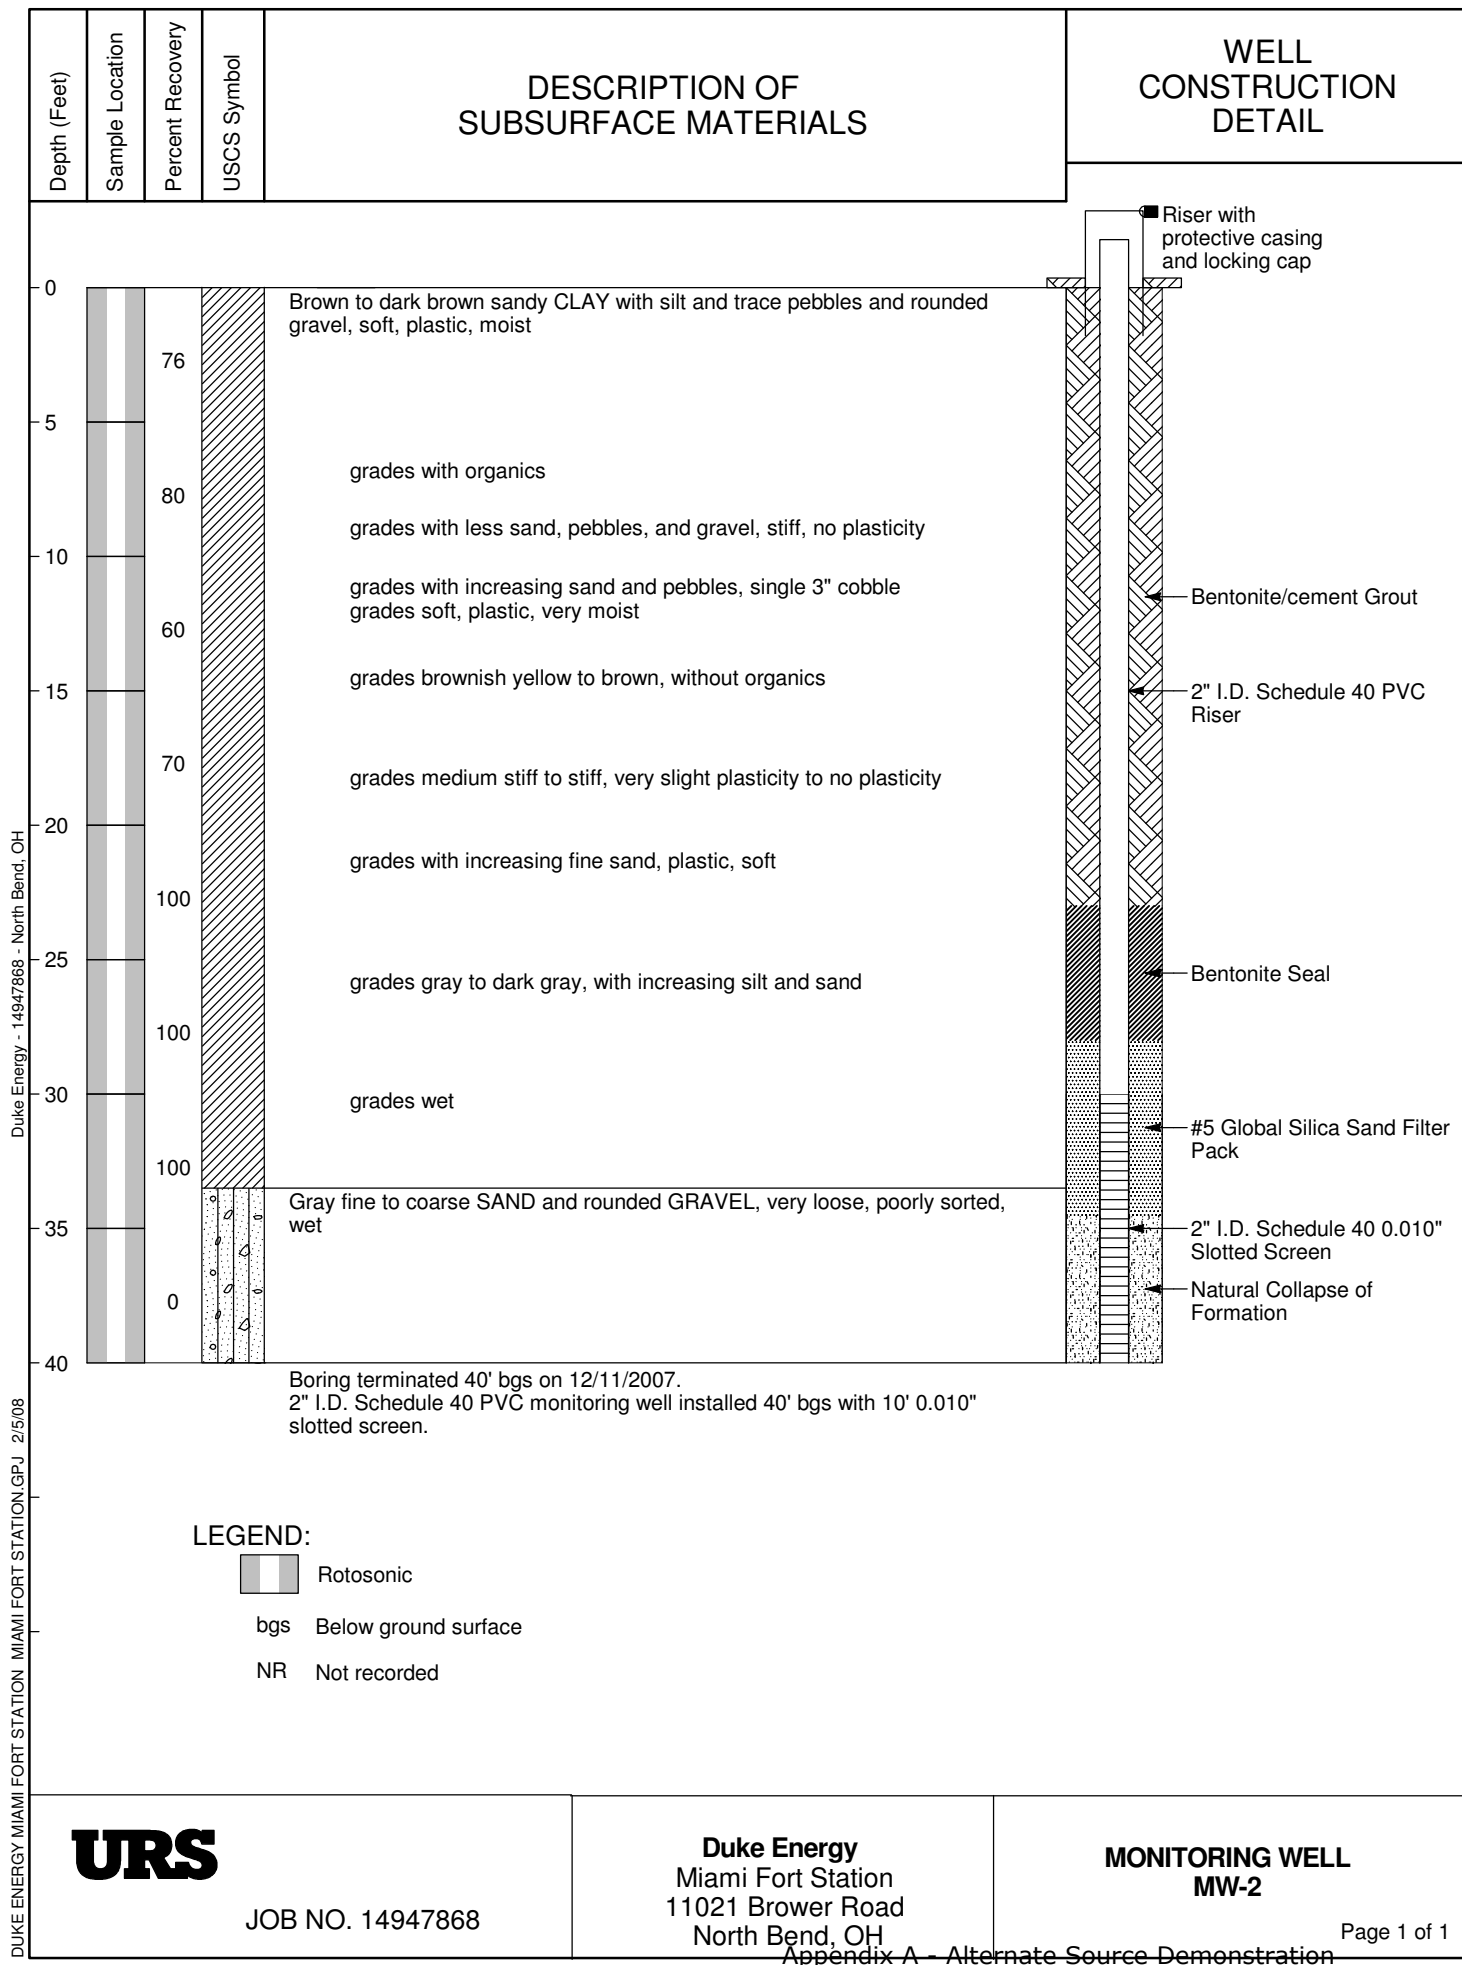 Depth (Feet)
Sample Location
Percent Recovery
USCS Symbol
DESCRIPTION OF
SUBSURFACE MATERIALS
WELL
CONSTRUCTION
DETAIL
Riser with
protective casing
and locking cap
0
Brown to dark brown sandy CLAY with silt and trace pebbles and rounded
gravel, soft, plastic, moist
76
5
grades with organics
80
grades with less sand, pebbles, and gravel, stiff, no plasticity
10
grades with increasing sand and pebbles, single 3" cobble
grades soft, plastic, very moist
Bentonite/cement Grout
60
grades brownish yellow to brown, without organics
15
2" I.D. Schedule 40 PVC
Riser
70
grades medium stiff to stiff, very slight plasticity to no plasticity
20
grades with increasing fine sand, plastic, soft
100
25
grades gray to dark gray, with increasing silt and sand
Bentonite Seal
100
30
grades wet
#5 Global Silica Sand Filter
Pack
100
Gray fine to coarse SAND and rounded GRAVEL, very loose, poorly sorted,
wet
35
2" I.D. Schedule 40 0.010"
Slotted Screen
Natural Collapse of
Formation
0
40
Boring terminated 40' bgs on 12/11/2007.
2" I.D. Schedule 40 PVC monitoring well installed 40' bgs with 10' 0.010"
slotted screen.
LEGEND:
Rotosonic
bgs Below ground surface
NR Not recorded
Duke Energy - 14947868 - North Bend, OH
DUKE ENERGY MIAMI FORT STATION MIAMI FORT STATION.GPJ 2/5/08
URS
JOB NO. 14947868
Duke Energy
Miami Fort Station
11021 Brower Road
North Bend, OH
MONITORING WELL
MW-2
Page 1 of 1
Appendix A - Alternate Source Demonstration